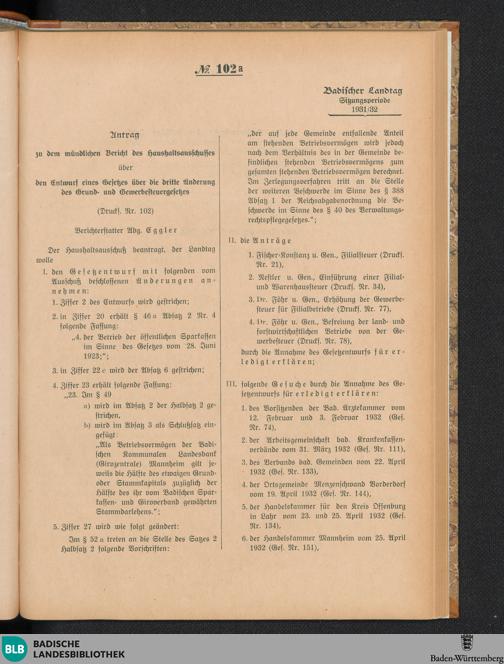 № 102a
Badischer Landtag
Sitzungsperiode
1931/32
Antrag
zu dem mündlichen Bericht des Haushaltsausschusses
über
den Entwurf eines Gesetzes über die dritte Änderung
des Grund- und Gewerbesteuergesetzes
(Drucks. Nr. 102)
Berichterstatter Abg. Eggler
Der Haushaltsausschuß beantragt, der Landtag
wolle
I. den Gesetzentwurf mit folgenden vom
Ausschuß beschlossenen Änderungen an-
nehmen:
1. Ziffer 2 des Entwurfs wird gestrichen;
2. in Ziffer 20 erhält § 46a Absatz 2 Nr. 4
folgende Fassung:
„4. der Betrieb der öffentlichen Sparkassen
im Sinne des Gesetzes vom 28. Juni
1923;“;
3. in Ziffer 22c wird der Absatz 6 gestrichen;
4. Ziffer 23 erhält folgende Fassung:
„23. Im § 49
a) wird im Absatz 2 der Halbsatz 2 ge-
strichen,
b) wird im Absatz 3 als Schlußsatz ein-
gefügt:
„Als Betriebsvermögen der Badi-
schen Kommunalen Landesbank
(Girozentrale) Mannheim gilt je-
weils die Hälfte des etwaigen Grund-
oder Stammkapitals zuzüglich der
Hälfte des ihr vom Badischen Spar-
kassen- und Giroverband gewährten
Stammdarlehens.“;
5. Ziffer 27 wird wie folgt geändert:
Im § 52a treten an die Stelle des Satzes 2
Halbsatz 2 folgende Vorschriften:
„der auf jede Gemeinde entfallende Anteil
am stehenden Betriebsvermögen wird jedoch
nach dem Verhältnis des in der Gemeinde be-
findlichen stehenden Betriebsvermögens zum
gesamten stehenden Betriebsvermögen berechnet.
Im Zerlegungsverfahren tritt an die Stelle
der weiteren Beschwerde im Sinne des § 388
Absatz 1 der Reichsabgabenordnung die Be-
schwerde im Sinne des § 40 des Verwaltungs-
rechtspflegegesetzes.“;
II. die Anträge
1. Fischer-Konstanz u. Gen., Filialsteuer (Drucks.
Nr. 21),
2. Nestler u. Gen., Einführung einer Filial-
und Warenhaussteuer (Drucks. Nr. 34),
3. Dr. Föhr u. Gen., Erhöhung der Gewerbe-
steuer für Filialbetriebe (Drucks. Nr. 77),
4. Dr. Föhr u. Gen., Befreiung der land- und
forstwirtschaftlichen Betriebe von der Ge-
werbesteuer (Drucks. Nr. 78),
durch die Annahme des Gesetzentwurfs für er-
ledigt erklären;
III. folgende Gesuche durch die Annahme des Ge-
setzentwurfs für erledigt erklären:
1. des Vorsitzenden der Bad. Ärztekammer vom
12. Februar und 3. Februar 1932 (Ges.
Nr. 74),
2. der Arbeitsgemeinschaft bad. Krankenkassen-
verbände vom 31. März 1932 (Ges. Nr. 111),
3. des Verbands bad. Gemeinden vom 22. April
1932 (Ges. Nr. 133),
4. der Ortsgemeinde Menzenschwand Vorderdorf
vom 19. April 1932 (Ges. Nr. 144),
5. der Handelskammer für den Kreis Offenburg
in Lahr vom 23. und 25. April 1932 (Ges.
Nr. 134),
6. der Handelskammer Mannheim vom 25. April
1932 (Ges. Nr. 151),
BLB
BADISCHE
LANDESBIBLIOTHEK
Baden-Württemberg